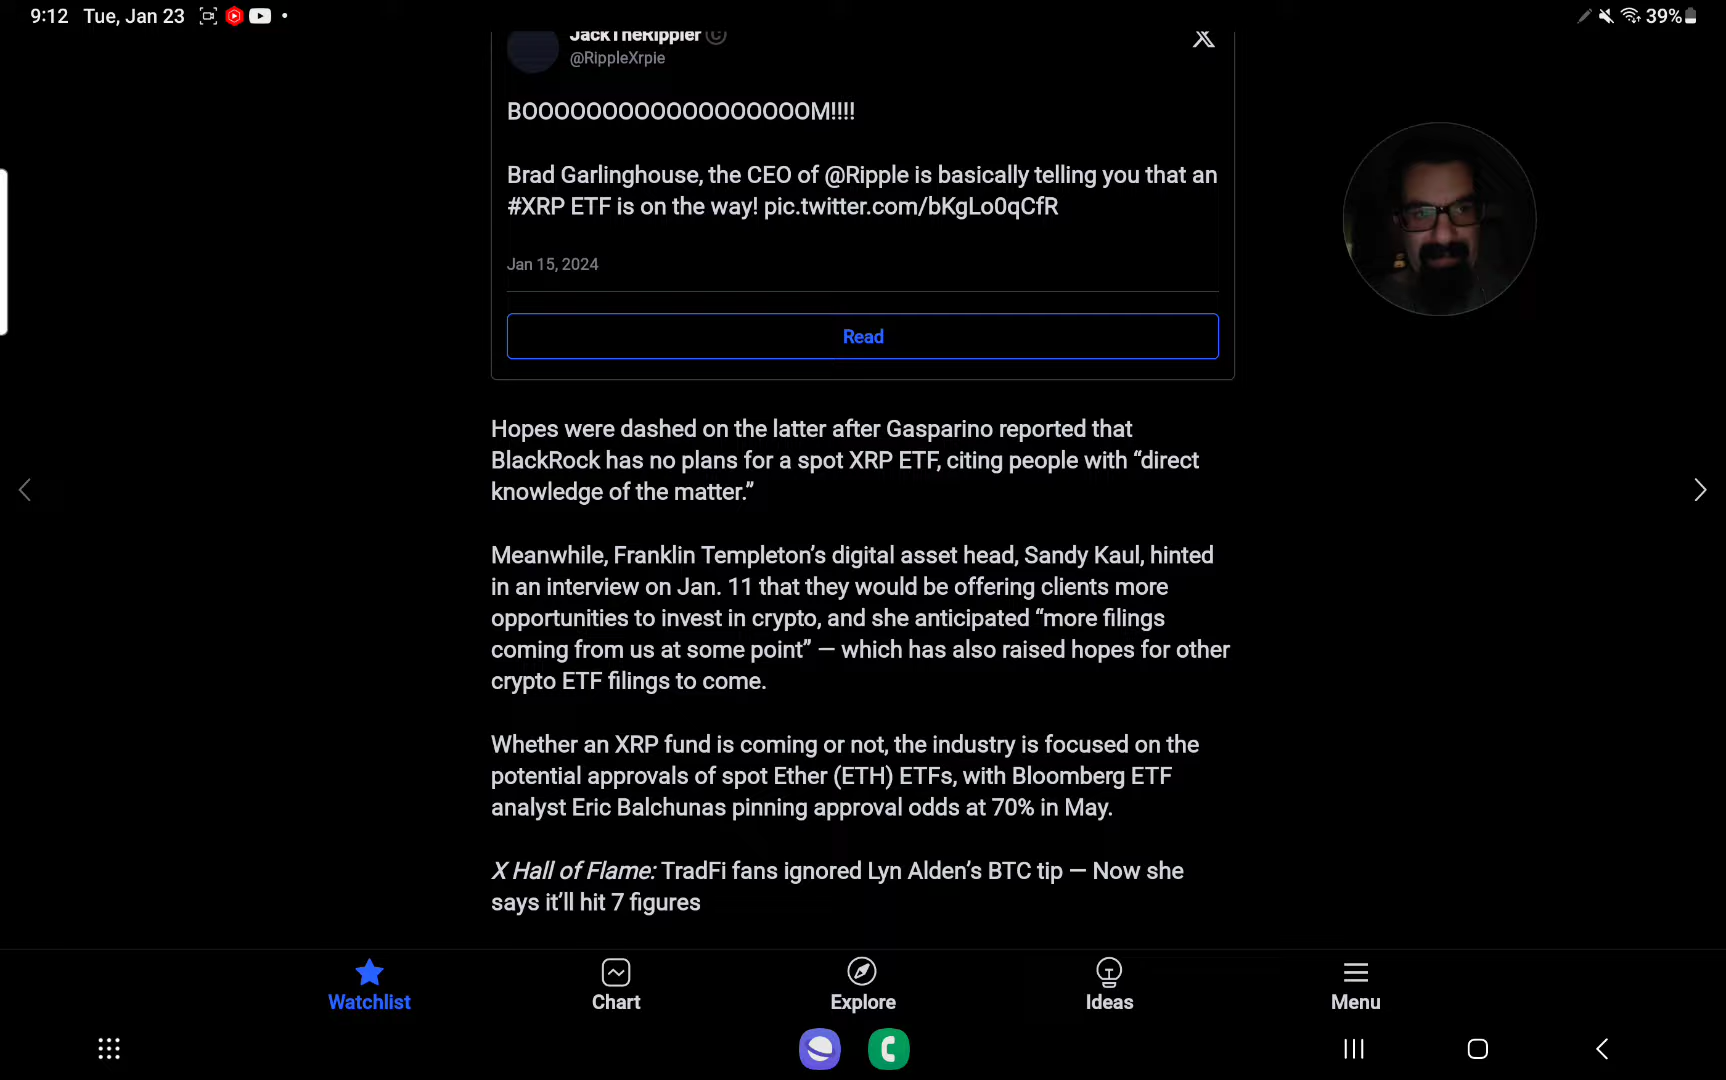 9:12 Tue, Jan 23
39%
JackTheRippler
@RippleXrpie
BOOOOOOOOOOOOOOOOOOM!!!!
Brad Garlinghouse, the CEO of @Ripple is basically telling you that an
#XRP ETF is on the way! pic.twitter.com/bKgLo0qCfR
Jan 15, 2024
Read
Hopes were dashed on the latter after Gasparino reported that
BlackRock has no plans for a spot XRP ETF, citing people with “direct
knowledge of the matter.”
Meanwhile, Franklin Templeton’s digital asset head, Sandy Kaul, hinted
in an interview on Jan. 11 that they would be offering clients more
opportunities to invest in crypto, and she anticipated “more filings
coming from us at some point” — which has also raised hopes for other
crypto ETF filings to come.
Whether an XRP fund is coming or not, the industry is focused on the
potential approvals of spot Ether (ETH) ETFs, with Bloomberg ETF
analyst Eric Balchunas pinning approval odds at 70% in May.
X Hall of Flame: TradFi fans ignored Lyn Alden’s BTC tip — Now she
says it’ll hit 7 figures
Watchlist
Chart
Explore
Ideas
Menu